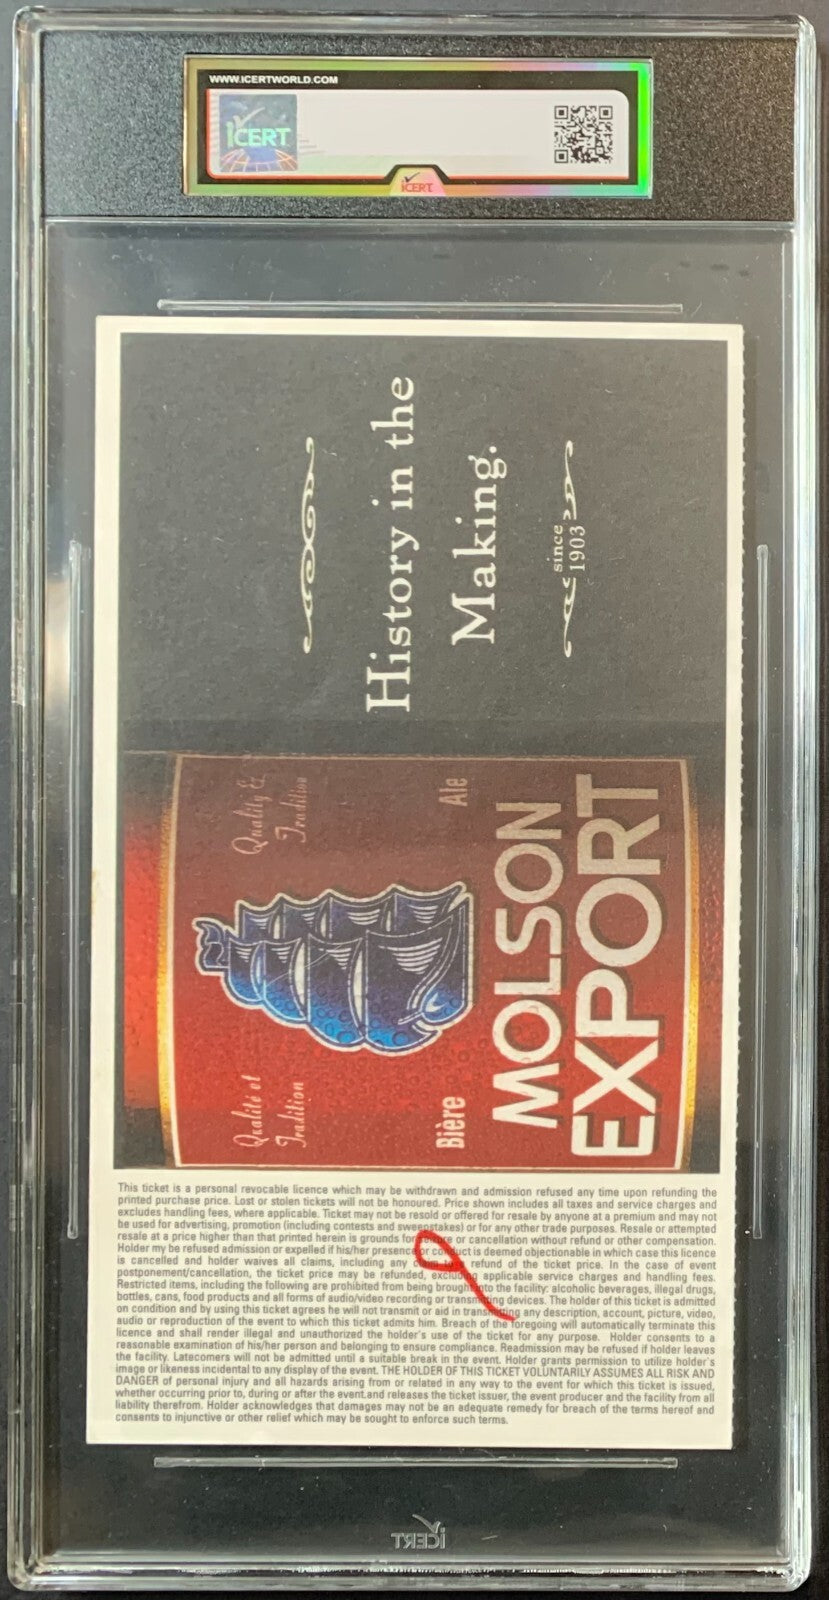 WWW.ICERTWORLD.COM
iCERT
iCERT
History in the
Making.
since
1903
Quality &
Tradition
Ale
Qualité et
Tradition
Bière
MOLSON
EXPORT
This ticket is a personal revocable licence which may be withdrawn and admission refused any time upon refunding the
printed purchase price. Lost or stolen tickets will not be honoured. Price shown includes all taxes and service charges and
excludes handling fees, where applicable. Ticket may not be resold or offered for resale by anyone at a premium and may not
be used for advertising, promotion (including contests and sweepstakes) or for any other trade purposes. Resale or attempted
resale at a price higher than that printed herein is grounds for seizure or cancellation without refund or other compensation.
Holder my be refused admission or expelled if his/her presence or conduct is deemed objectionable in which case this licence
is cancelled and holder waives all claims, including any claim to a refund of the ticket price. In the case of event
postponement/cancellation, the ticket price may be refunded, excluding applicable service charges and handling fees.
Restricted items, including the following are prohibited from being brought to the facility: alcoholic beverages, illegal drugs,
bottles, cans, food products and all forms of audio/video recording or transmitting devices. The holder of this ticket is admitted
on condition and by using this ticket agrees he will not transmit or aid in transmitting any description, account, picture, video,
audio or reproduction of the event to which this ticket admits him. Breach of the foregoing will automatically terminate this
licence and shall render illegal and unauthorized the holder's use of the ticket for any purpose. Holder consents to a
reasonable examination of his/her person and belonging to ensure compliance. Readmission may be refused if holder leaves
the facility. Latecomers will not be admitted until a suitable break in the event. Holder grants permission to utilize holder's
image or likeness incidental to any display of the event. THE HOLDER OF THIS TICKET VOLUNTARILY ASSUMES ALL RISK AND
DANGER of personal injury and all hazards arising from or related in any way to the event for which this ticket is issued,
whether occurring prior to, during or after the event.and releases the ticket issuer, the event producer and the facility from all
liability therefrom. Holder acknowledges that damages may not be an adequate remedy for breach of the terms hereof and
consents to injunctive or other relief which may be sought to enforce such terms.
iCERT